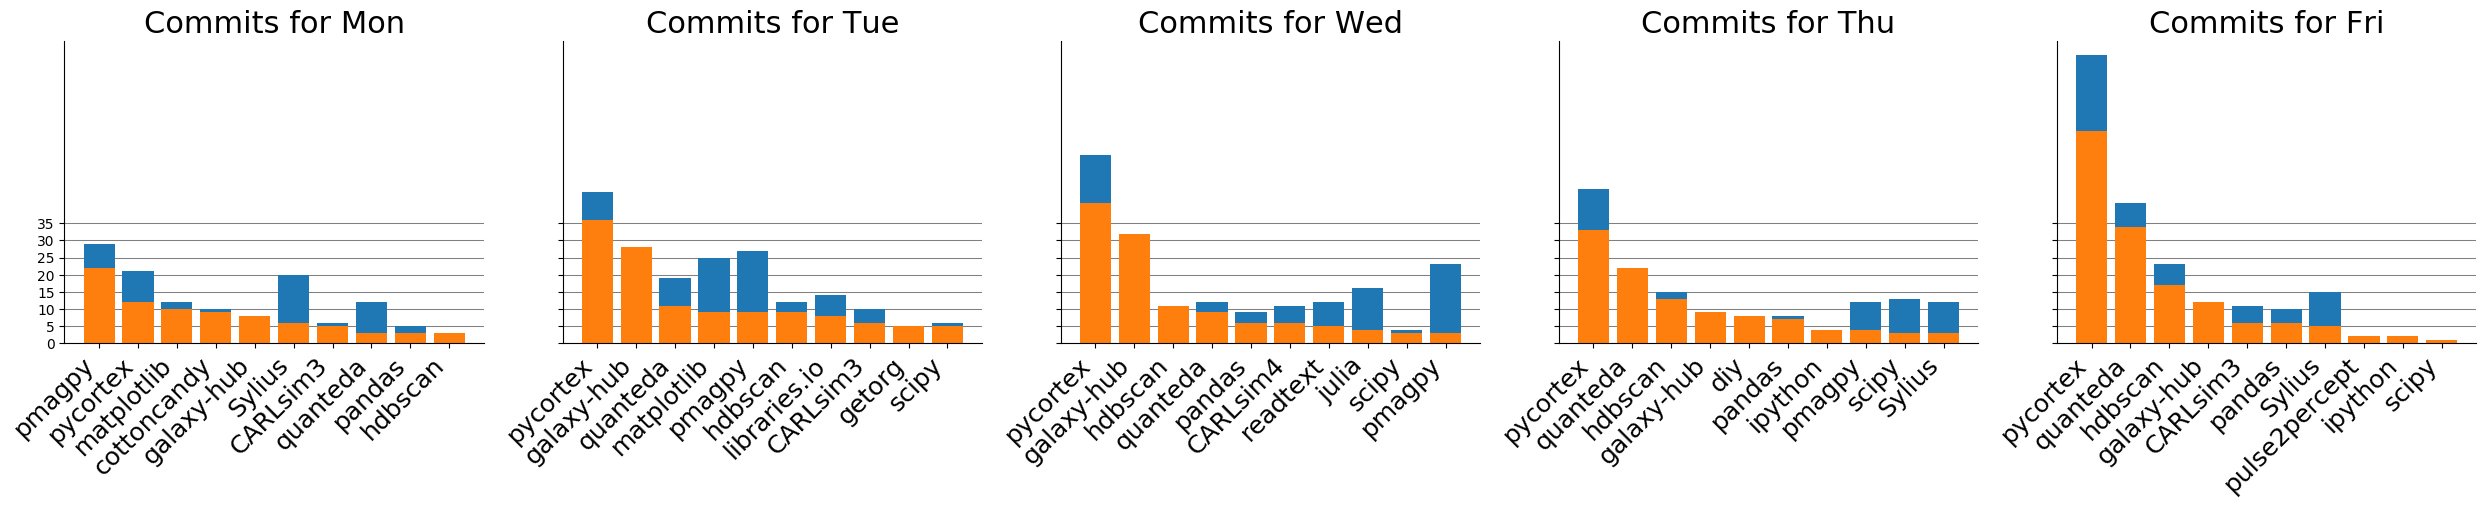 Commits for Mon
Commits for Tue
Commits for Wed
Commits for Thu
Commits for Fri
35
30
25
20
15
10
5
0
pmagpy
pycortex
matplotlib
cottoncandy
galaxy-hub
Sylius
CARLsim3
quanteda
pandas
hdbscan
pycortex
galaxy-hub
quanteda
matplotlib
pmagpy
hdbscan
libraries.io
CARLsim3
getorg
scipy
pycortex
galaxy-hub
hdbscan
quanteda
pandas
CARLsim4
readtext
julia
scipy
pmagpy
pycortex
quanteda
hdbscan
galaxy-hub
diy
pandas
ipython
pmagpy
scipy
Sylius
pycortex
quanteda
hdbscan
galaxy-hub
CARLsim3
pandas
Sylius
pulse2percept
ipython
scipy